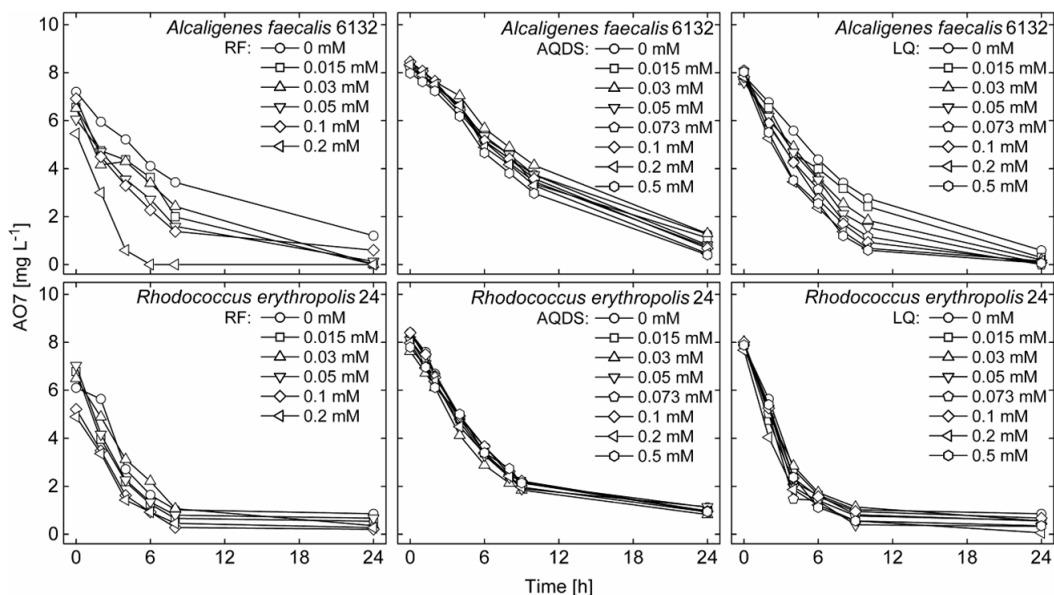 Alcaligenes faecalis 6132
RF:
0 mM
0.015 mM
0.03 mM
0.05 mM
0.1 mM
0.2 mM
Alcaligenes faecalis 6132
AQDS:
0 mM
0.015 mM
0.03 mM
0.05 mM
0.073 mM
0.1 mM
0.2 mM
0.5 mM
Alcaligenes faecalis 6132
LQ:
0 mM
0.015 mM
0.03 mM
0.05 mM
0.073 mM
0.1 mM
0.2 mM
0.5 mM
10
8
6
4
2
0
AO7 [mg L-1]
Rhodococcus erythropolis 24
RF:
0 mM
0.015 mM
0.03 mM
0.05 mM
0.1 mM
0.2 mM
Rhodococcus erythropolis 24
AQDS:
0 mM
0.015 mM
0.03 mM
0.05 mM
0.073 mM
0.1 mM
0.2 mM
0.5 mM
Rhodococcus erythropolis 24
LQ:
0 mM
0.015 mM
0.03 mM
0.05 mM
0.073 mM
0.1 mM
0.2 mM
0.5 mM
8
6
4
2
0
0 6 12 18 24
0 6 12 18 24
0 6 12 18 24
Time [h]